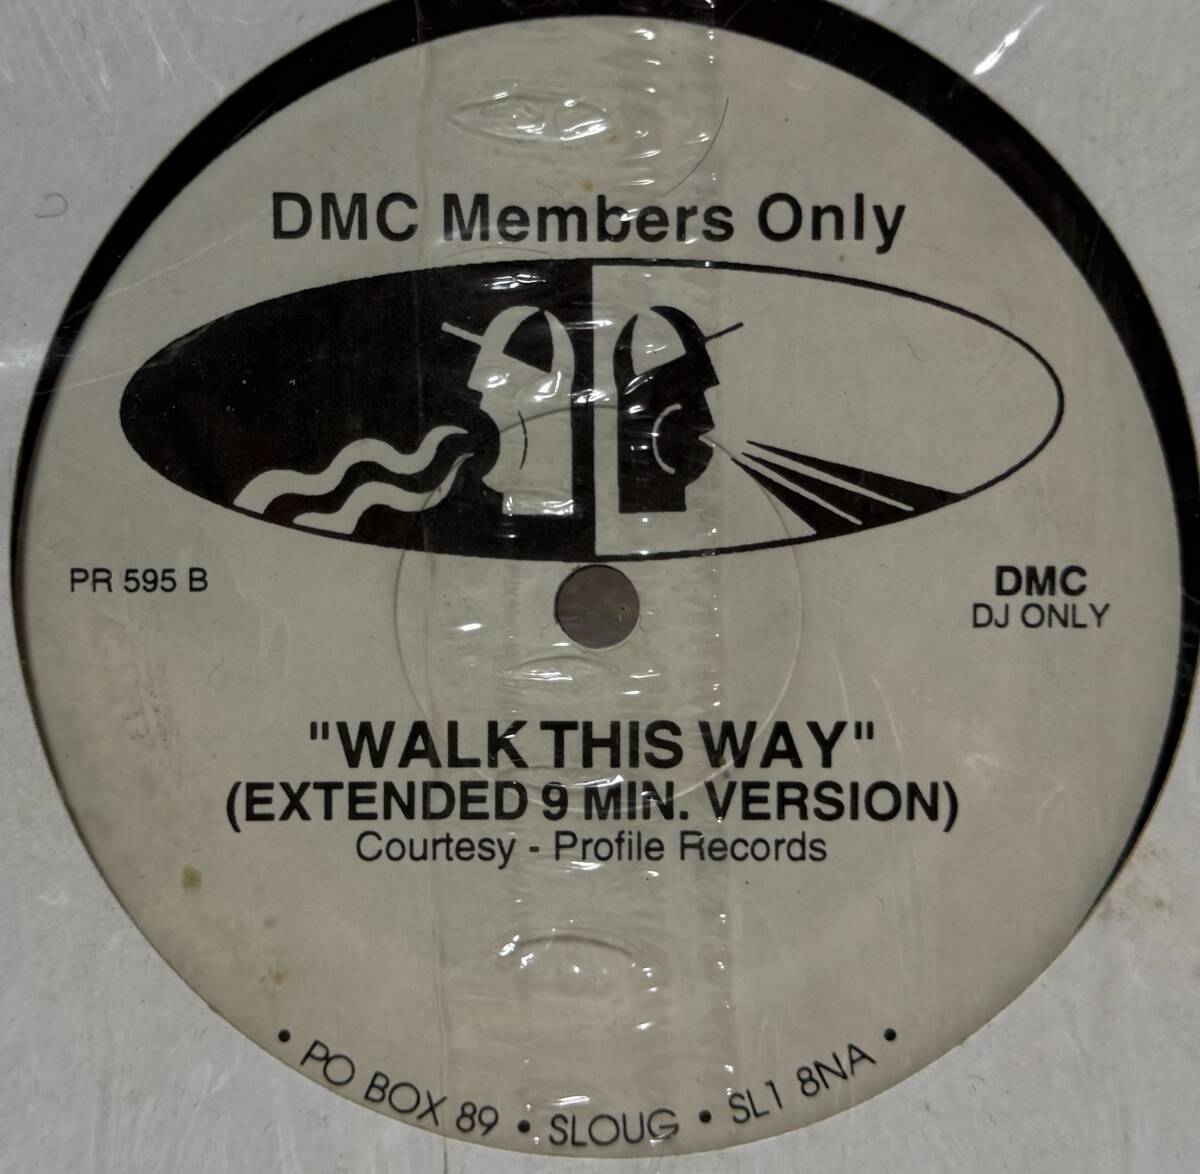 DMC Members Only
PR 595 B
DMC
DJ ONLY
"WALK THIS WAY"
(EXTENDED 9 MIN. VERSION)
Courtesy - Profile Records
• PO BOX 89 • SLOUG • SL1 8NA •